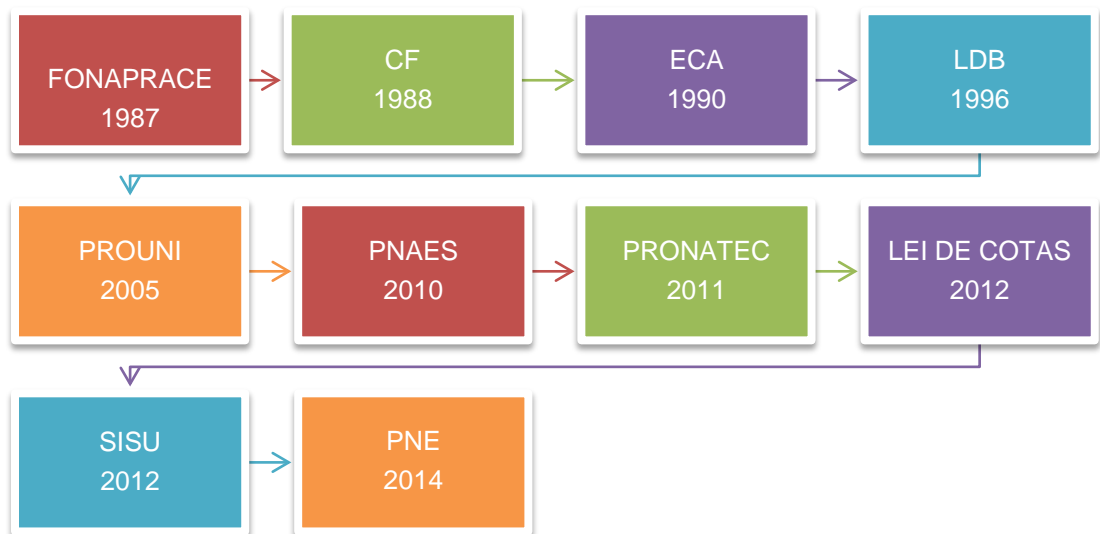 FONAPRACE
1987
CF
1988
ECA
1990
LDB
1996
PROUNI
2005
PNAES
2010
PRONATEC
2011
LEI DE COTAS
2012
SISU
2012
PNE
2014